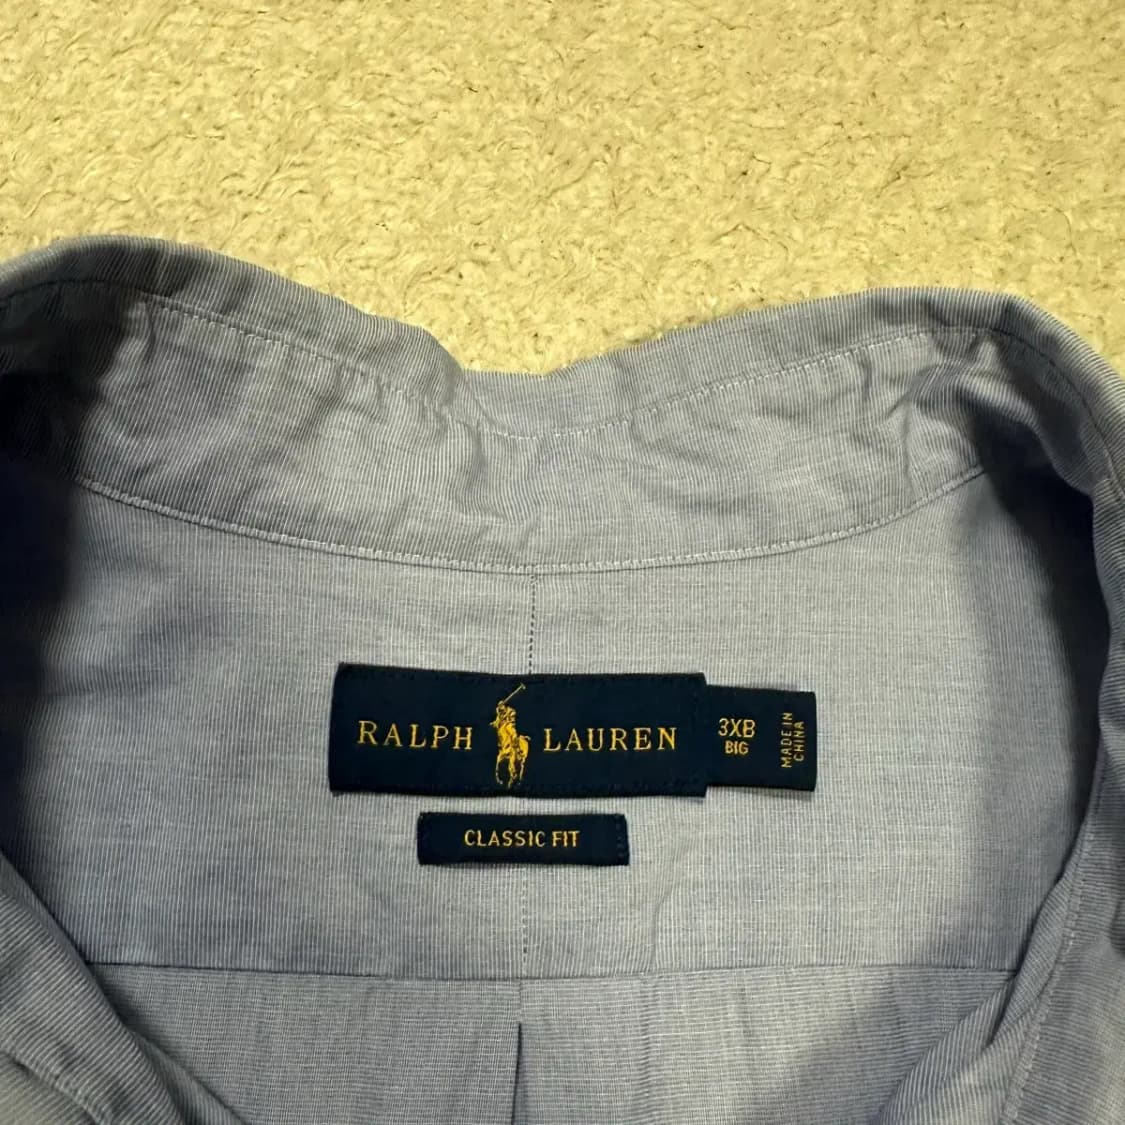 RALPH LAUREN
3XB
BIG
MADE IN
CHINA
CLASSIC FIT